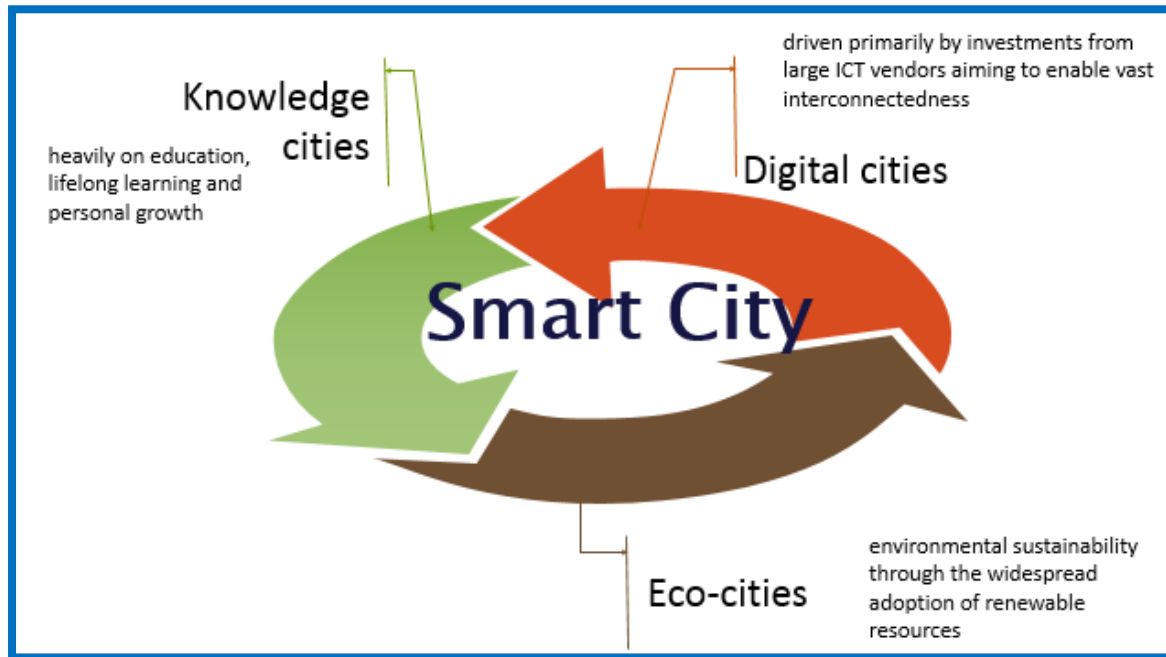 Knowledge
cities
heavily on education,
lifelong learning and
personal growth
driven primarily by investments from
large ICT vendors aiming to enable vast
interconnectedness
Digital cities
Smart City
Eco-cities
environmental sustainability
through the widespread
adoption of renewable
resources